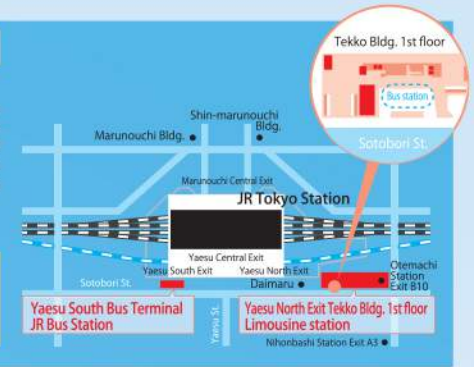 Tekko Bldg. 1st floor
Bus station
Sotobori St.
Shin-marunouchi
Bldg.
Marunouchi Bldg.
Marunouchi Central Exit
JR Tokyo Station
Yaesu Central Exit
Yaesu South Exit
Yaesu North Exit
Otemachi
Station
Exit B10
Sotobori St.
Daimaru
Yaesu South Bus Terminal
JR Bus Station
Yaesu St.
Yaesu North Exit Tekko Bldg. 1st floor
Limousine station
Nihonbashi Station Exit A3